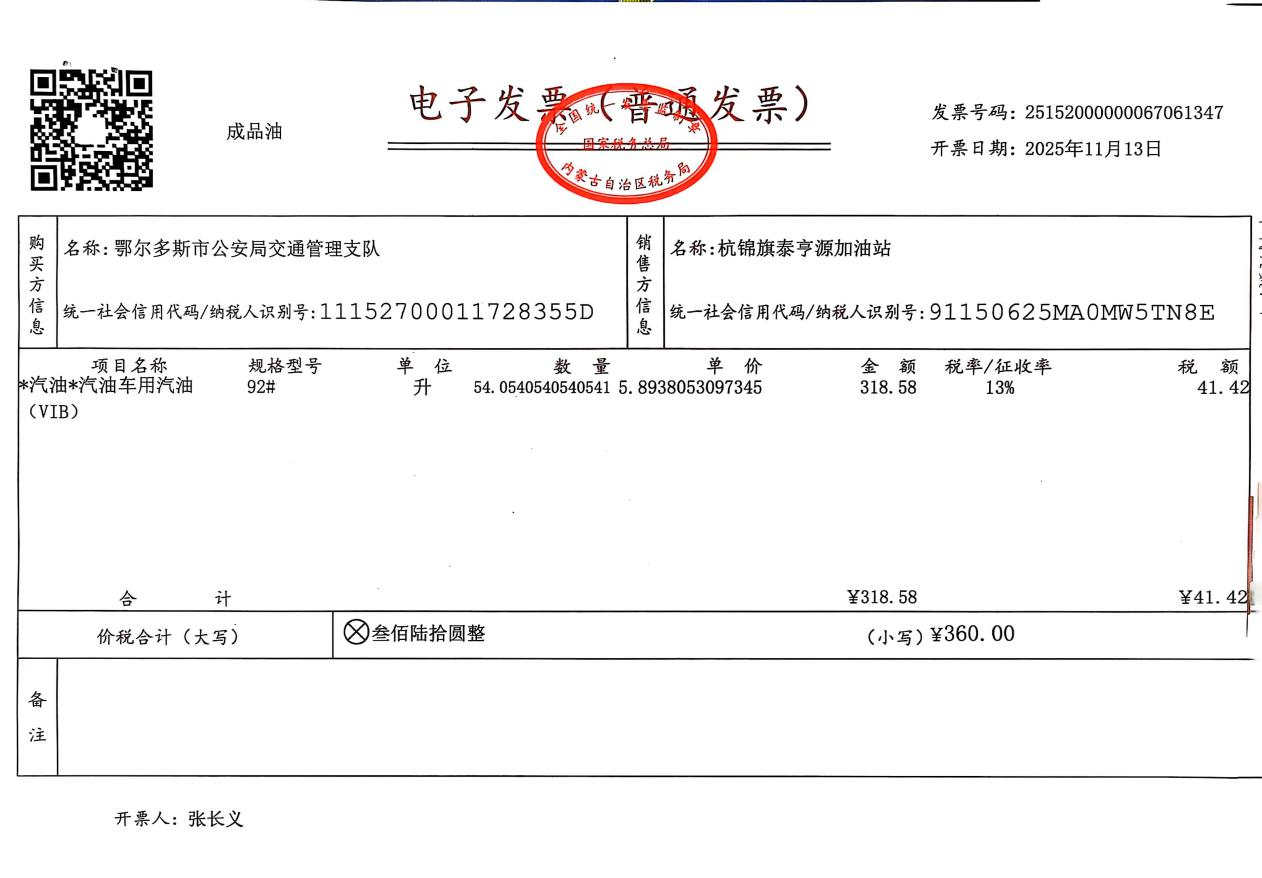 电子发票（普通发票）
成品油
全国统一发票监制章
国家税务总局
内蒙古自治区税务局
发票号码：25152000000067061347
开票日期：2025年11月13日
购买方信息
名称：鄂尔多斯市公安局交通管理支队
统一社会信用代码/纳税人识别号：11152700011728355D
销售方信息
名称：杭锦旗泰亨源加油站
统一社会信用代码/纳税人识别号：91150625MA0MW5TN8E
项目名称 规格型号 单位 数量 单价 金额 税率/征收率 税额
*汽油*汽油车用汽油 92# 升 54.0540540540541 5.8938053097345 318.58 13% 41.42
（VIB）
合计 ¥318.58 ¥41.42
价税合计（大写） ⊗叁佰陆拾圆整 （小写）¥360.00
备注
开票人：张长义